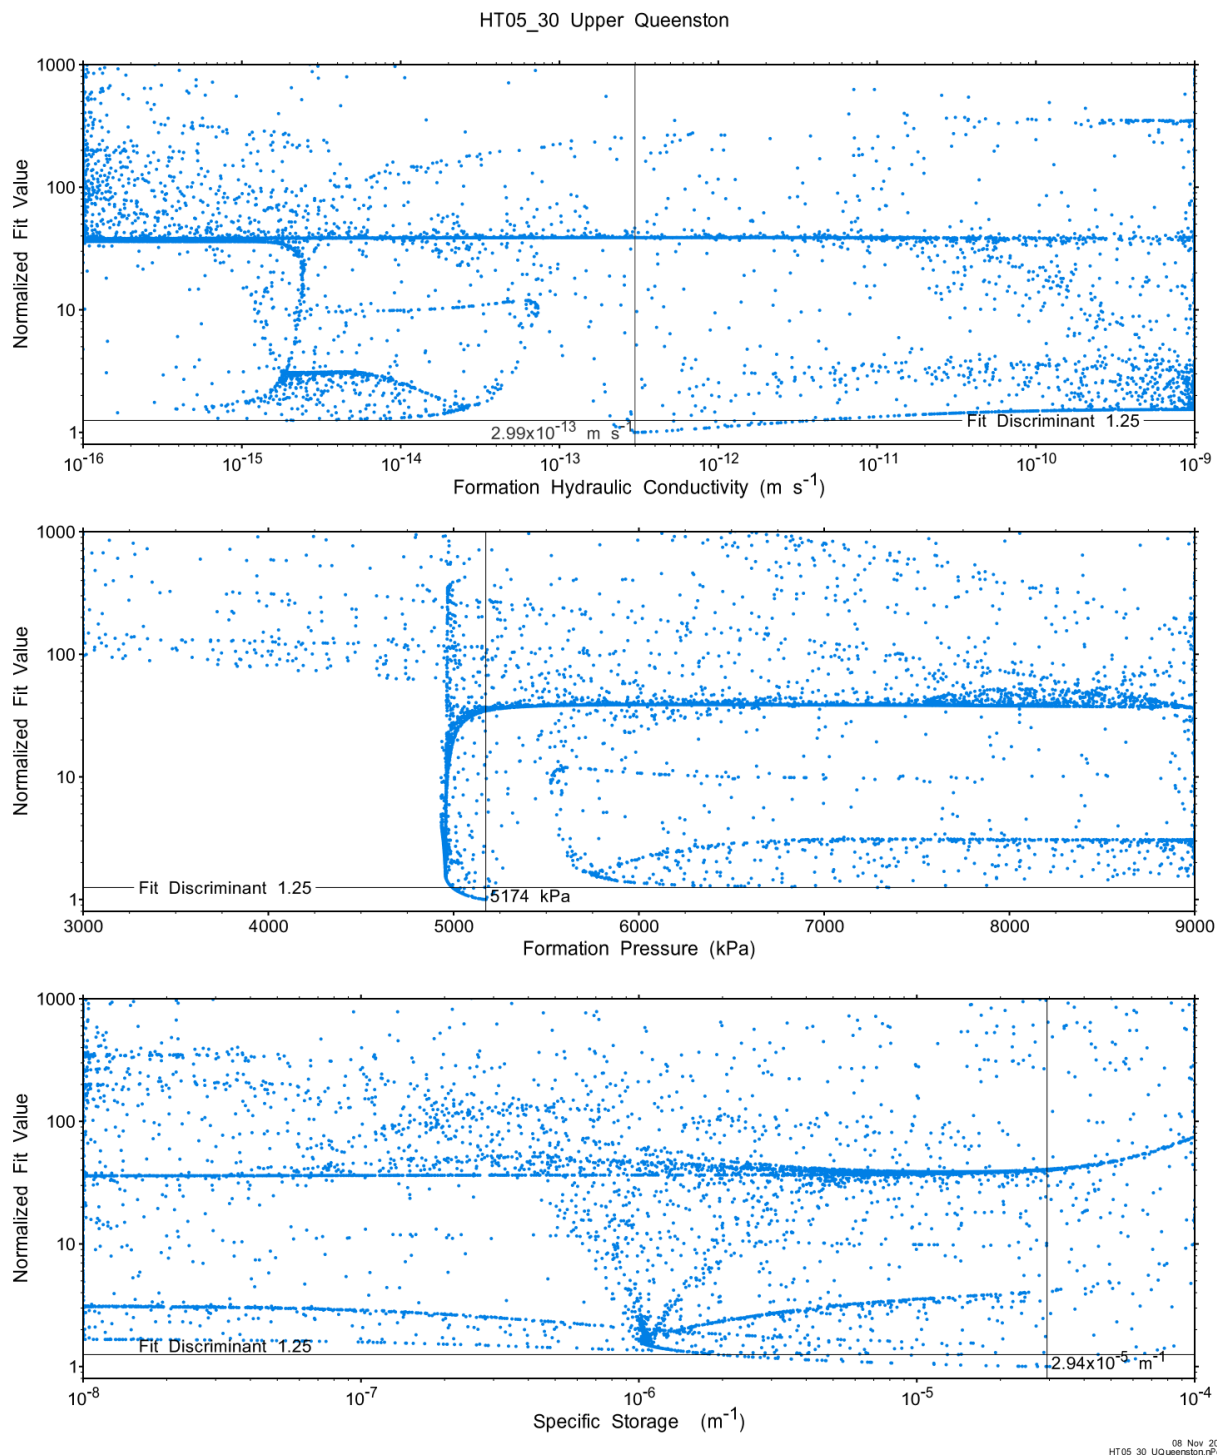 HT05_30 Upper Queenston
1000
100
10
1
Normalized Fit Value
2.99x10^-13 m s^-1
Fit Discriminant 1.25
10^-16 10^-15 10^-14 10^-13 10^-12 10^-11 10^-10 10^-9
Formation Hydraulic Conductivity (m s^-1)
1000
100
10
1
Normalized Fit Value
Fit Discriminant 1.25
5174 kPa
3000 4000 5000 6000 7000 8000 9000
Formation Pressure (kPa)
1000
100
10
1
Normalized Fit Value
Fit Discriminant 1.25
2.94x10^-5 m^-1
10^-8 10^-7 10^-6 10^-5 10^-4
Specific Storage (m^-1)
08 Nov
HT05_30